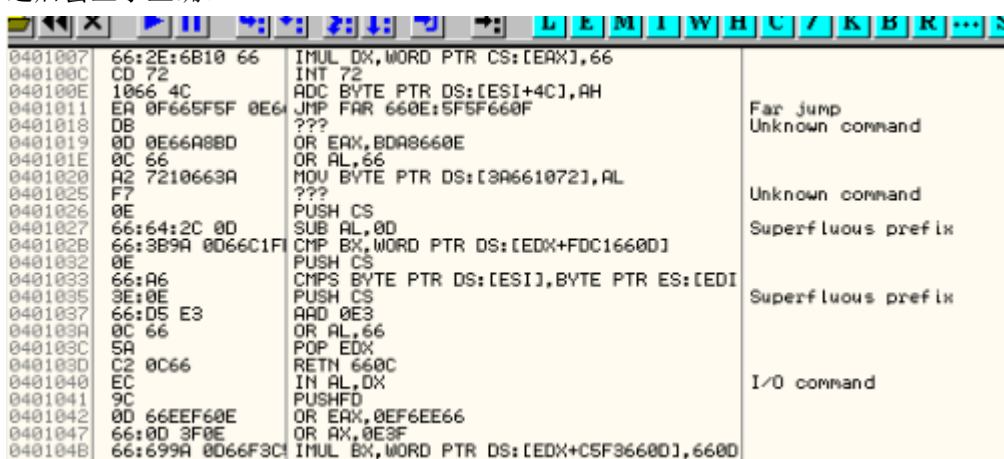 L E M T W H C / K B R ... S
0401007 66:2E:6B10 66 IMUL DX,WORD PTR CS:[EAX],66
040100C CD 72 INT 72
040100E 1066 4C ADC BYTE PTR DS:[ESI+4C],AH
0401011 EA 0F665F5F 0E6 JMP FAR 660E:5F5F660F Far jump
0401018 DB ??? Unknown command
0401019 0D 0E66A8BD OR EAX,BDA8660E
040101E 0C 66 OR AL,66
0401020 A2 7210663A MOV BYTE PTR DS:[3A661072],AL
0401025 F7 ??? Unknown command
0401026 0E PUSH CS
0401027 66:64:2C 0D SUB AL,0D Superfluous prefix
040102B 66:3B9A 0D66C1F CMP BX,WORD PTR DS:[EDX+FDC1660D]
0401032 0E PUSH CS
0401033 66:A6 CMPS BYTE PTR DS:[ESI],BYTE PTR ES:[EDI
0401035 3E:0E PUSH CS Superfluous prefix
0401037 66:D5 E3 AAD 0E3
040103A 0C 66 OR AL,66
040103C 5A POP EDX
040103D C2 0C66 RETN 660C
0401040 EC IN AL,DX I/O command
0401041 9C PUSHFD
0401042 0D 66EEF60E OR EAX,0EF6EE66
0401047 66:0D 3F0E OR AX,0E3F
040104B 66:699A 0D66F3C IMUL BX,WORD PTR DS:[EDX+C5F3660D],660D